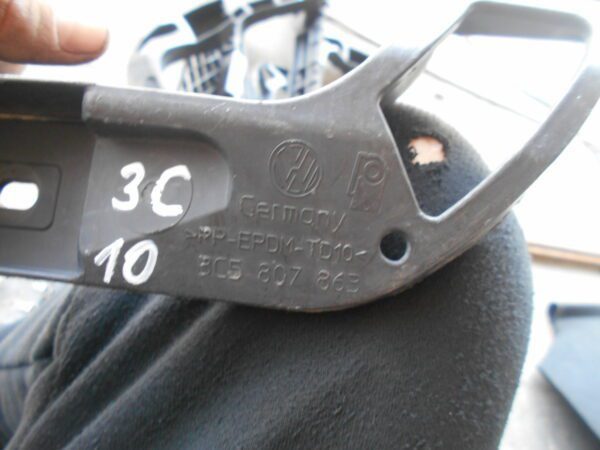 3C
10
Germany
>PP-EPDM-TD10<
3C5 807 863